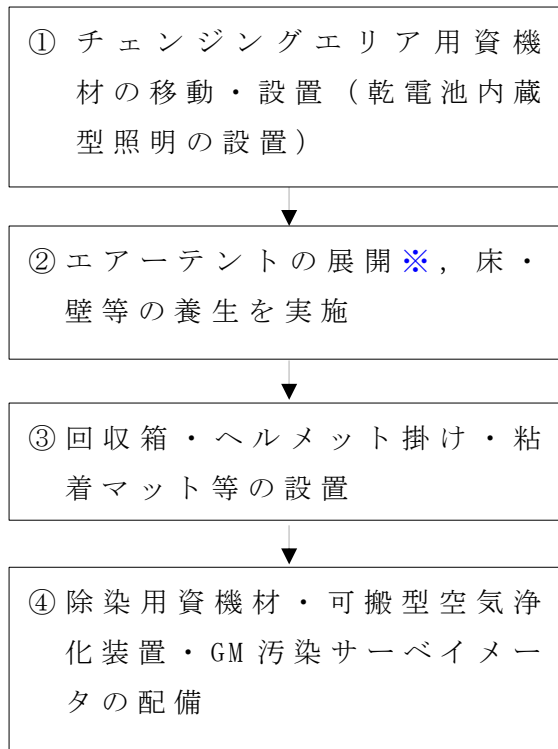 ① チェンジングエリア用資機
材の移動・設置（乾電池内蔵
型照明の設置）
②エアーテントの展開※，床・
壁等の養生を実施
③回収箱・ヘルメット掛け・粘
着マット等の設置
④除染用資機材・可搬型空気浄
化装置・GM 汚染サーベイメー
タの配備